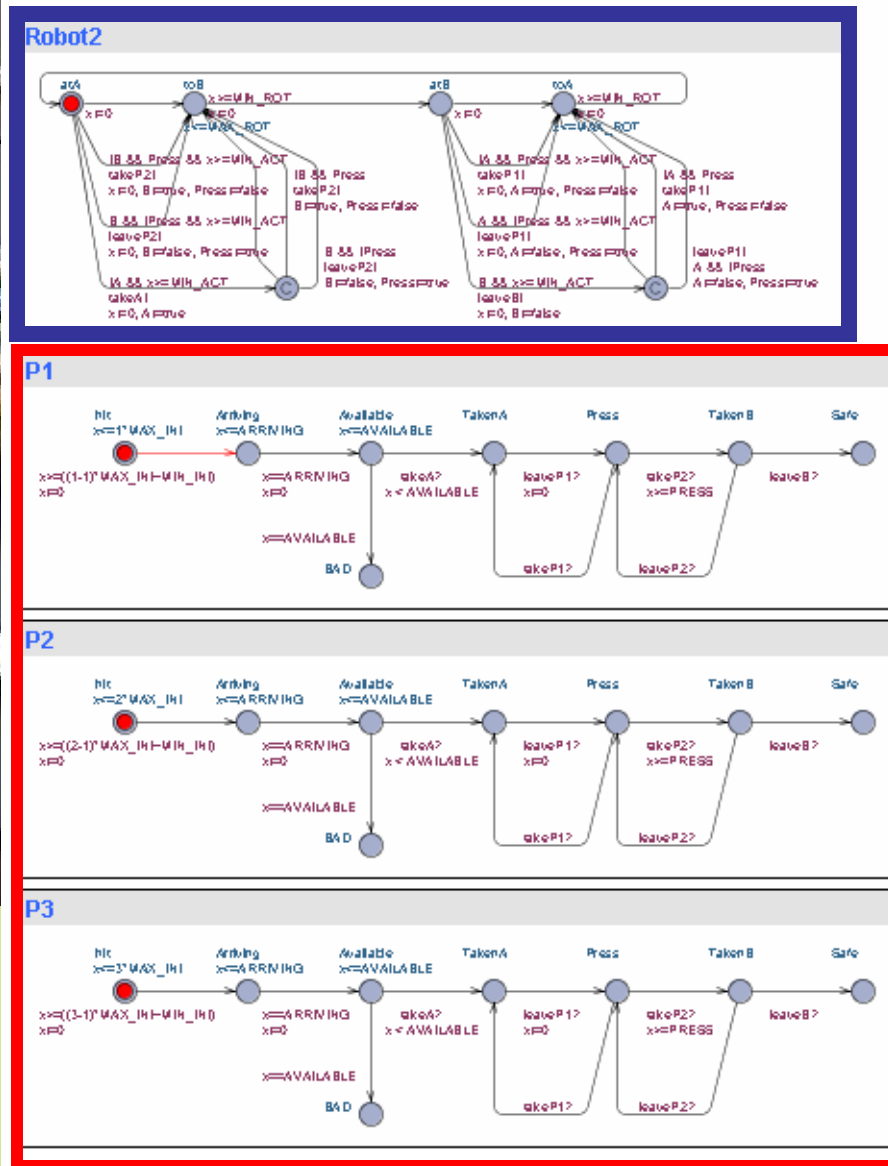 Robot2
atA
toB
x>=MIN_ROT
x=0
x<=MAX_ROT
x=0
!B && Press && x>=MIN_ACT
takeP2!
x=0, B=true, Press=false
B && !Press && x>=MIN_ACT
leaveP2!
x=0, B=false, Press=true
!A && x>=MIN_ACT
takeA!
x=0, A=true
!B && Press
takeP2!
B=true, Press=false
B && !Press
leaveP2!
B=false, Press=true
C
atB
toA
x>=MIN_ROT
x=0
x<=MAX_ROT
x=0
!A && Press && x>=MIN_ACT
takeP1!
x=0, A=true, Press=false
A && !Press && x>=MIN_ACT
leaveP1!
x=0, A=false, Press=true
B && x>=MIN_ACT
leaveB!
x=0, B=false
!A && Press
takeP1!
A=true, Press=false
leaveP1!
A && !Press
A=false, Press=true
C
P1
Init Arriving Available TakenA Press TakenB Safe
x<=1*MAX_INI x<=ARRIVING x<=AVAILABLE
x>=((1-1)*MAX_INI+MIN_INI) x==ARRIVING takeA? leaveP1? takeP2? leaveB?
x=0 x=0 x < AVAILABLE x=0 x>=PRESS
x==AVAILABLE
BAD takeP1? leaveP2?
P2
Init Arriving Available TakenA Press TakenB Safe
x<=2*MAX_INI x<=ARRIVING x<=AVAILABLE
x>=((2-1)*MAX_INI+MIN_INI) x==ARRIVING takeA? leaveP1? takeP2? leaveB?
x=0 x=0 x < AVAILABLE x=0 x>=PRESS
x==AVAILABLE
BAD takeP1? leaveP2?
P3
Init Arriving Available TakenA Press TakenB Safe
x<=3*MAX_INI x<=ARRIVING x<=AVAILABLE
x>=((3-1)*MAX_INI+MIN_INI) x==ARRIVING takeA? leaveP1? takeP2? leaveB?
x=0 x=0 x < AVAILABLE x=0 x>=PRESS
x==AVAILABLE
BAD takeP1? leaveP2?